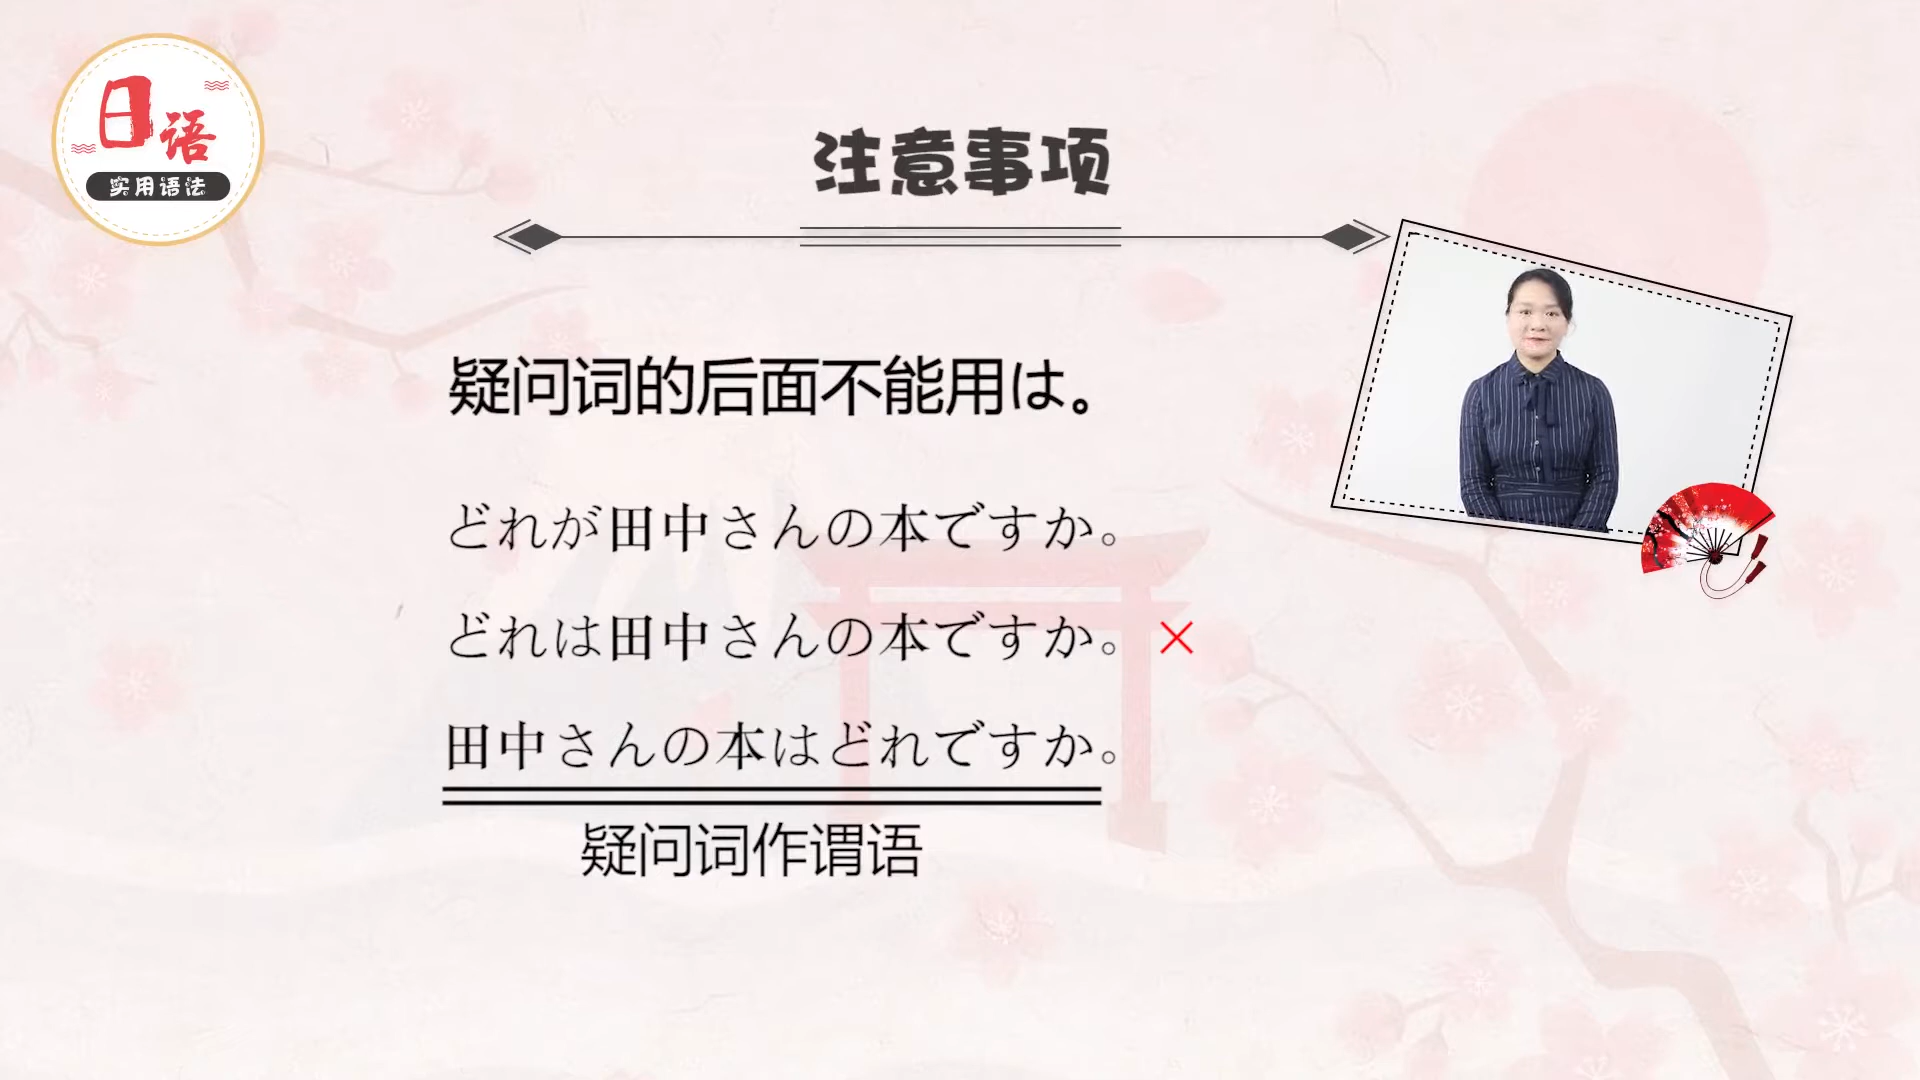 日语
实用语法
注意事项
疑问词的后面不能用は。
どれが田中さんの本ですか。
どれは田中さんの本ですか。×
田中さんの本はどれですか。
疑问词作谓语